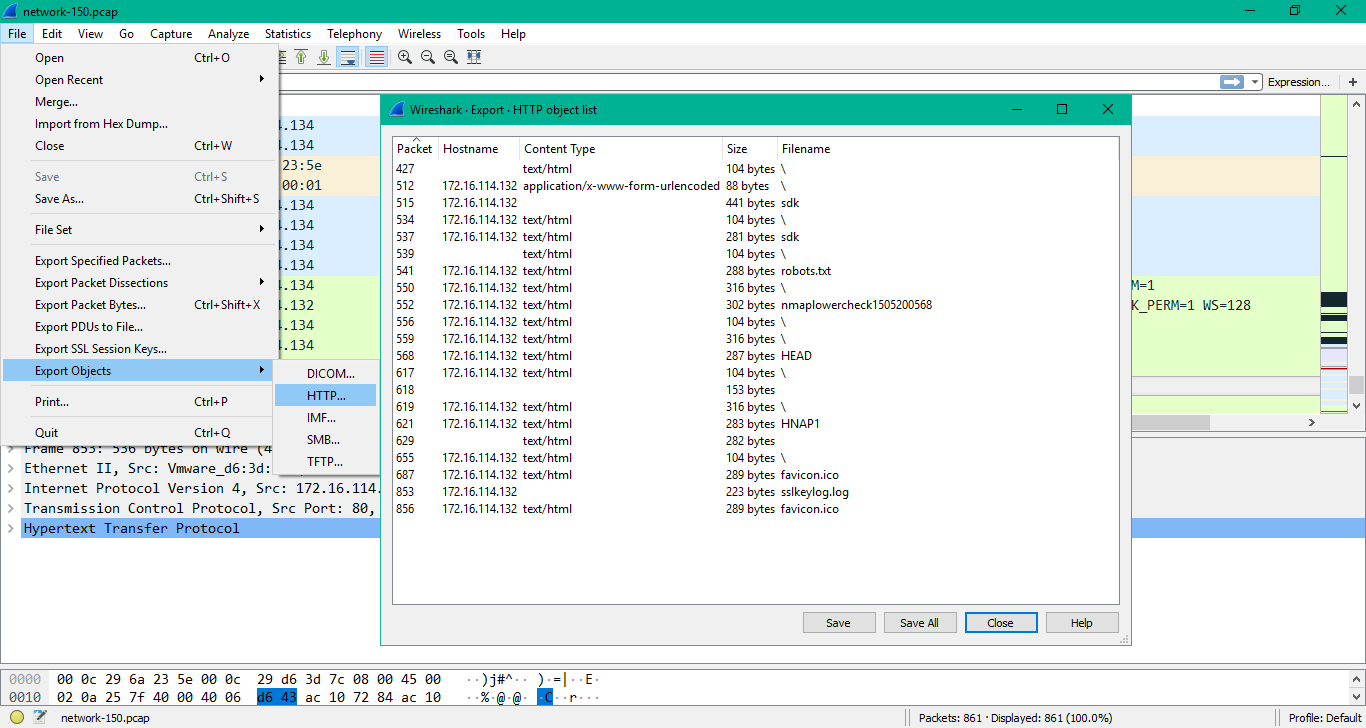 network-150.pcap
File Edit View Go Capture Analyze Statistics Telephony Wireless Tools Help
Open Ctrl+O
Open Recent
Expression... +
Merge...
Import from Hex Dump...
Close Ctrl+W
Save Ctrl+S
Save As... Ctrl+Shift+S
File Set
Export Specified Packets...
Export Packet Dissections
Export Packet Bytes... Ctrl+Shift+X
Export PDUs to File...
Export SSL Session Keys...
Export Objects
Print... Ctrl+P
Quit Ctrl+Q
DICOM...
HTTP...
IMF...
SMB...
TFTP...
4.134
4.134
23:5e
00:01
4.134
4.134
4.134
4.134
4.134
4.132
4.134
4.134
M=1
K_PERM=1 WS=128
Wireshark · Export · HTTP object list
Packet Hostname Content Type Size Filename
427 text/html 104 bytes \
512 172.16.114.132 application/x-www-form-urlencoded 88 bytes \
515 172.16.114.132 441 bytes sdk
534 172.16.114.132 text/html 104 bytes \
537 172.16.114.132 text/html 281 bytes sdk
539 text/html 104 bytes \
541 172.16.114.132 text/html 288 bytes robots.txt
550 172.16.114.132 text/html 316 bytes \
552 172.16.114.132 text/html 302 bytes nmaplowercheck1505200568
556 172.16.114.132 text/html 104 bytes \
559 172.16.114.132 text/html 316 bytes \
568 172.16.114.132 text/html 287 bytes HEAD
617 172.16.114.132 text/html 104 bytes \
618 153 bytes
619 172.16.114.132 text/html 316 bytes \
621 172.16.114.132 text/html 283 bytes HNAP1
629 text/html 282 bytes
655 172.16.114.132 text/html 104 bytes \
687 172.16.114.132 text/html 289 bytes favicon.ico
853 172.16.114.132 223 bytes sslkeylog.log
856 172.16.114.132 text/html 289 bytes favicon.ico
Save Save All Close Help
Frame 853: 536 bytes on wire (4
Ethernet II, Src: Vmware_d6:3d:
Internet Protocol Version 4, Src: 172.16.114.
Transmission Control Protocol, Src Port: 80,
Hypertext Transfer Protocol
0000 00 0c 29 6a 23 5e 00 0c 29 d6 3d 7c 08 00 45 00 ··)j#^·· )·=|··E·
0010 02 0a 25 7f 40 00 40 06 d6 43 ac 10 72 84 ac 10 ··%·@·@· ·C··r···
network-150.pcap Packets: 861 · Displayed: 861 (100.0%) Profile: Default